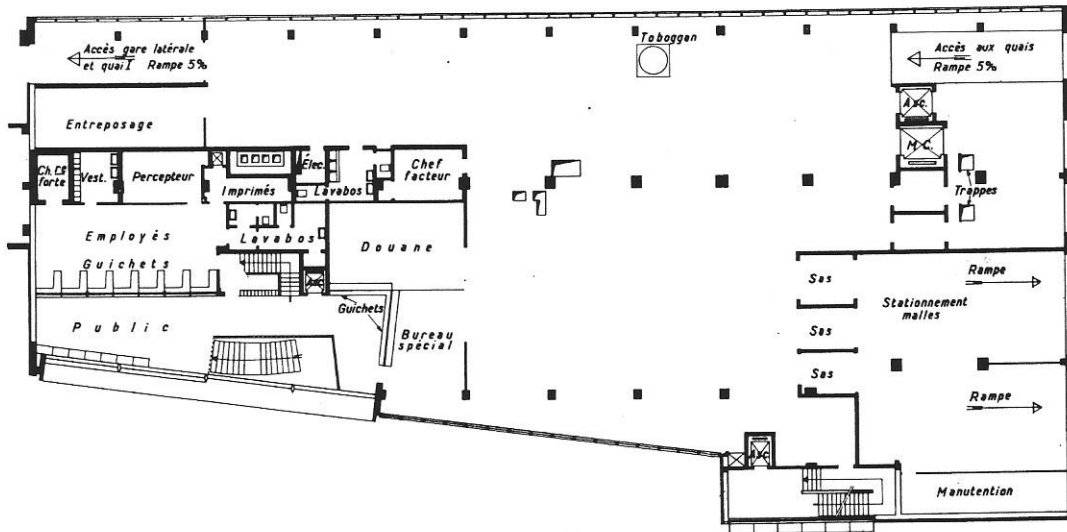 Toboggan
Accès gare latérale
et quai I Rampe 5%
Accès aux quais
Rampe 5%
Asc.
M.C.
Entreposage
Ch. forte
Vest.
Percepteur
Imprimés
Élec.
Lavabos
Chef
facteur
Trappes
Employés
Lavabos
Douane
Guichets
Asc.
Guichets
Public
Bureau
spécial
Sas
Sas
Sas
Rampe
Stationnement
malles
Rampe
Asc.
Manutention